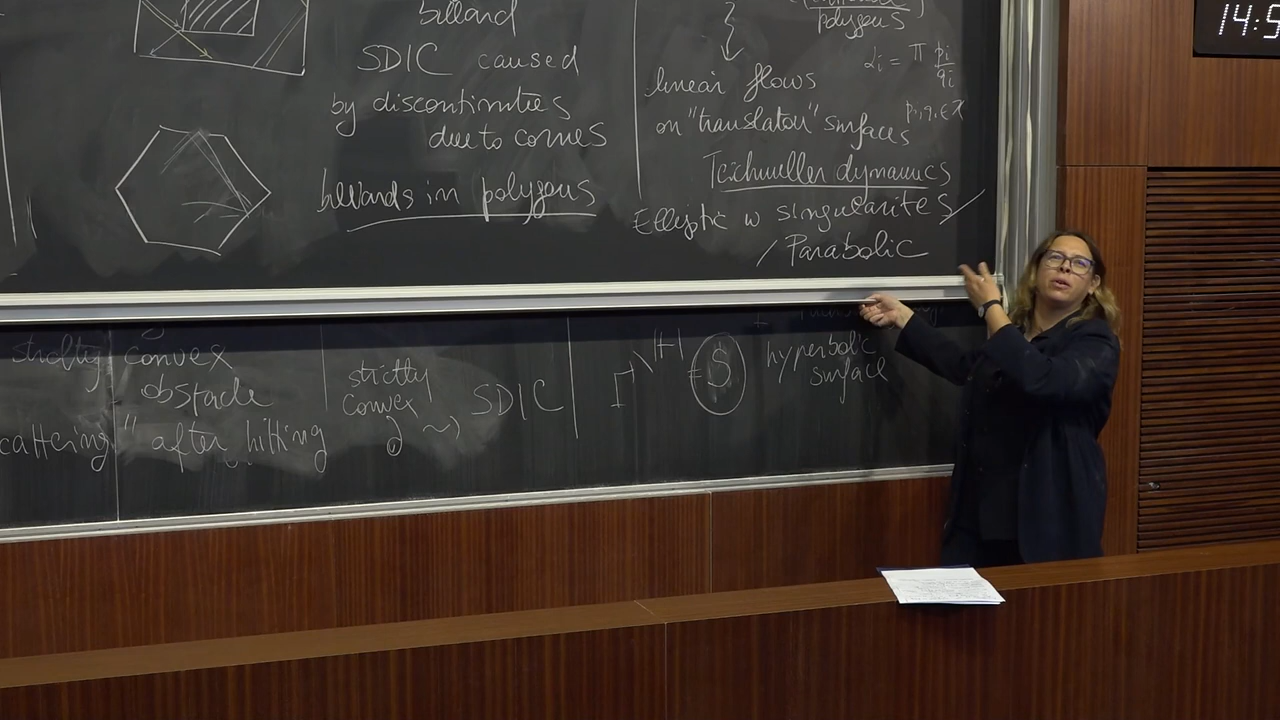 billiard
SDIC caused
by discontinuities
due to corners
billiards in polygons
polygons
αi = π pi/qi
linear flows
pi, qi ∈ Z
on "translation" surfaces
Teichmuller dynamics
Elliptic w singularities /
/ Parabolic
strictly convex
obstacle
scattering" after hitting
strictly
convex
∂ ~>
SDIC
Γ \ H = S
hyperbolic
surface
14:5